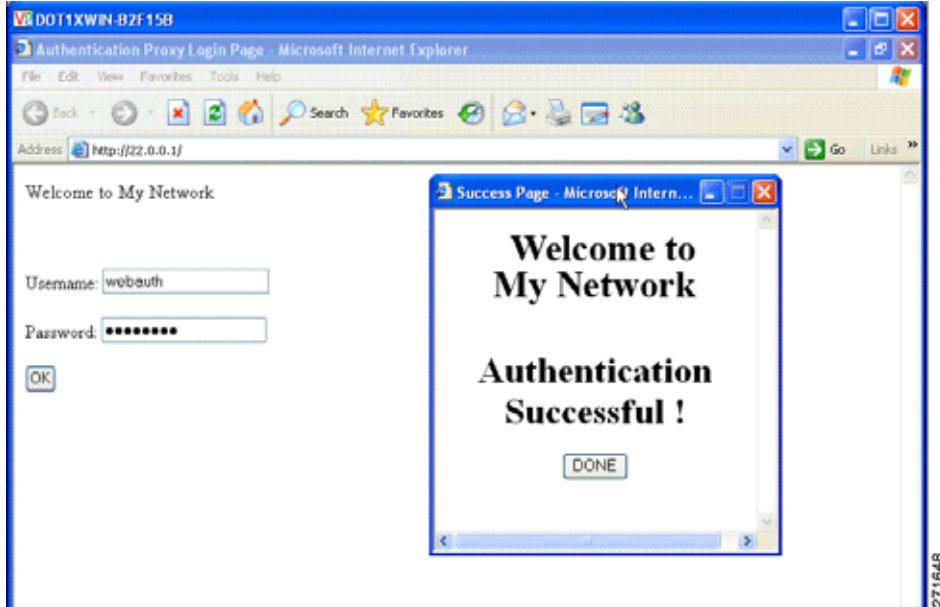 DOT1XWIN-B2F15B
Authentication Proxy Login Page - Microsoft Internet Explorer
File Edit View Favorites Tools Help
Back Search Favorites
Address http://22.0.0.1/ Go Links »
Welcome to My Network
Username: webauth
Password: ●●●●●●●●
OK
Success Page - Microsoft Intern...
Welcome to
My Network
Authentication
Successful !
DONE
271648